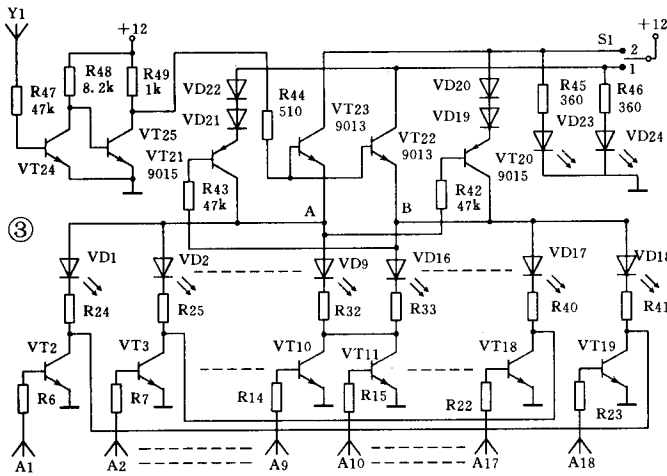 Y1
+12
+12
S1
2
1
R48
8.2k
R49
1k
R47
47k
VD22
VD21
R44
510
VT23
9013
VT22
9013
VD20
VD19
R45
360
R46
360
VD23
VD24
VT25
VT24
VT21
9015
VT20
9015
R43
47k
R42
47k
A
B
③
VD1
VD2
VD9
VD16
VD17
VD18
R24
R25
R32
R33
R40
R41
VT2
VT3
VT10
VT11
VT18
VT19
R6
R7
R14
R15
R22
R23
A1
A2
A9
A10
A17
A18